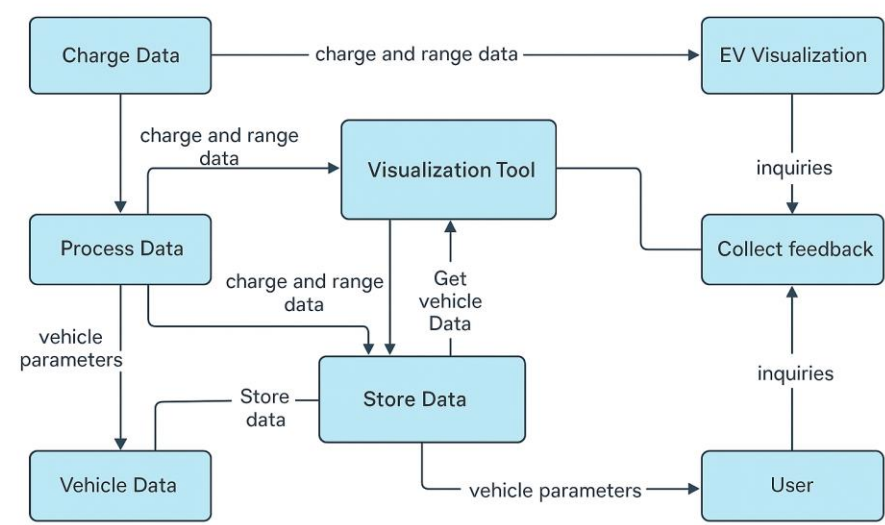 Charge Data
charge and range data
EV Visualization
charge and range
data
Visualization Tool
inquiries
Process Data
Collect feedback
charge and range
data
Get
vehicle
Data
vehicle
parameters
inquiries
Store
data
Store Data
Vehicle Data
vehicle parameters
User